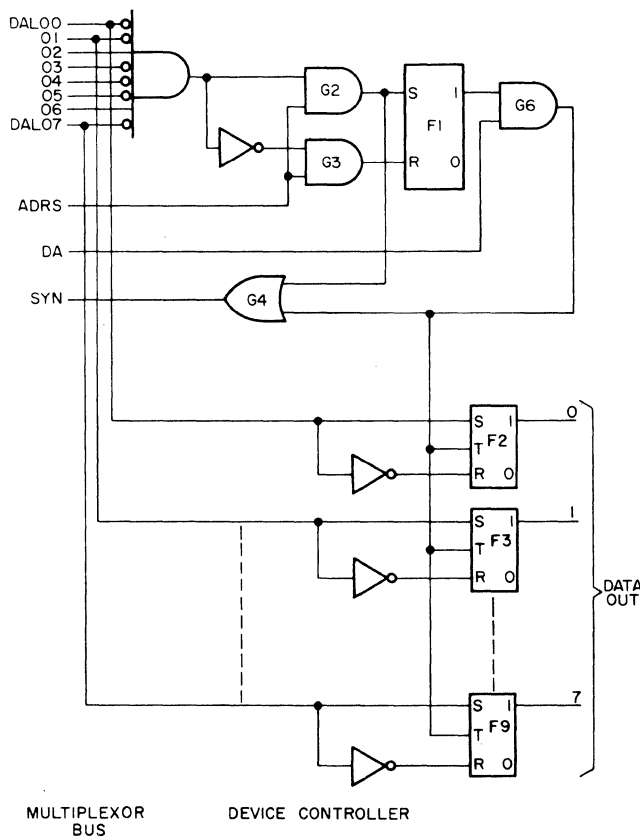 DAL00
01
02
03
04
05
06
DAL07
G2
G3
S 1
F1
R 0
G6
ADRS
DA
SYN
G4
S 1
F2
T
R 0
0
S 1
F3
T
R 0
1
DATA
OUT
S 1
F9
T
R 0
7
MULTIPLEXOR
BUS
DEVICE CONTROLLER